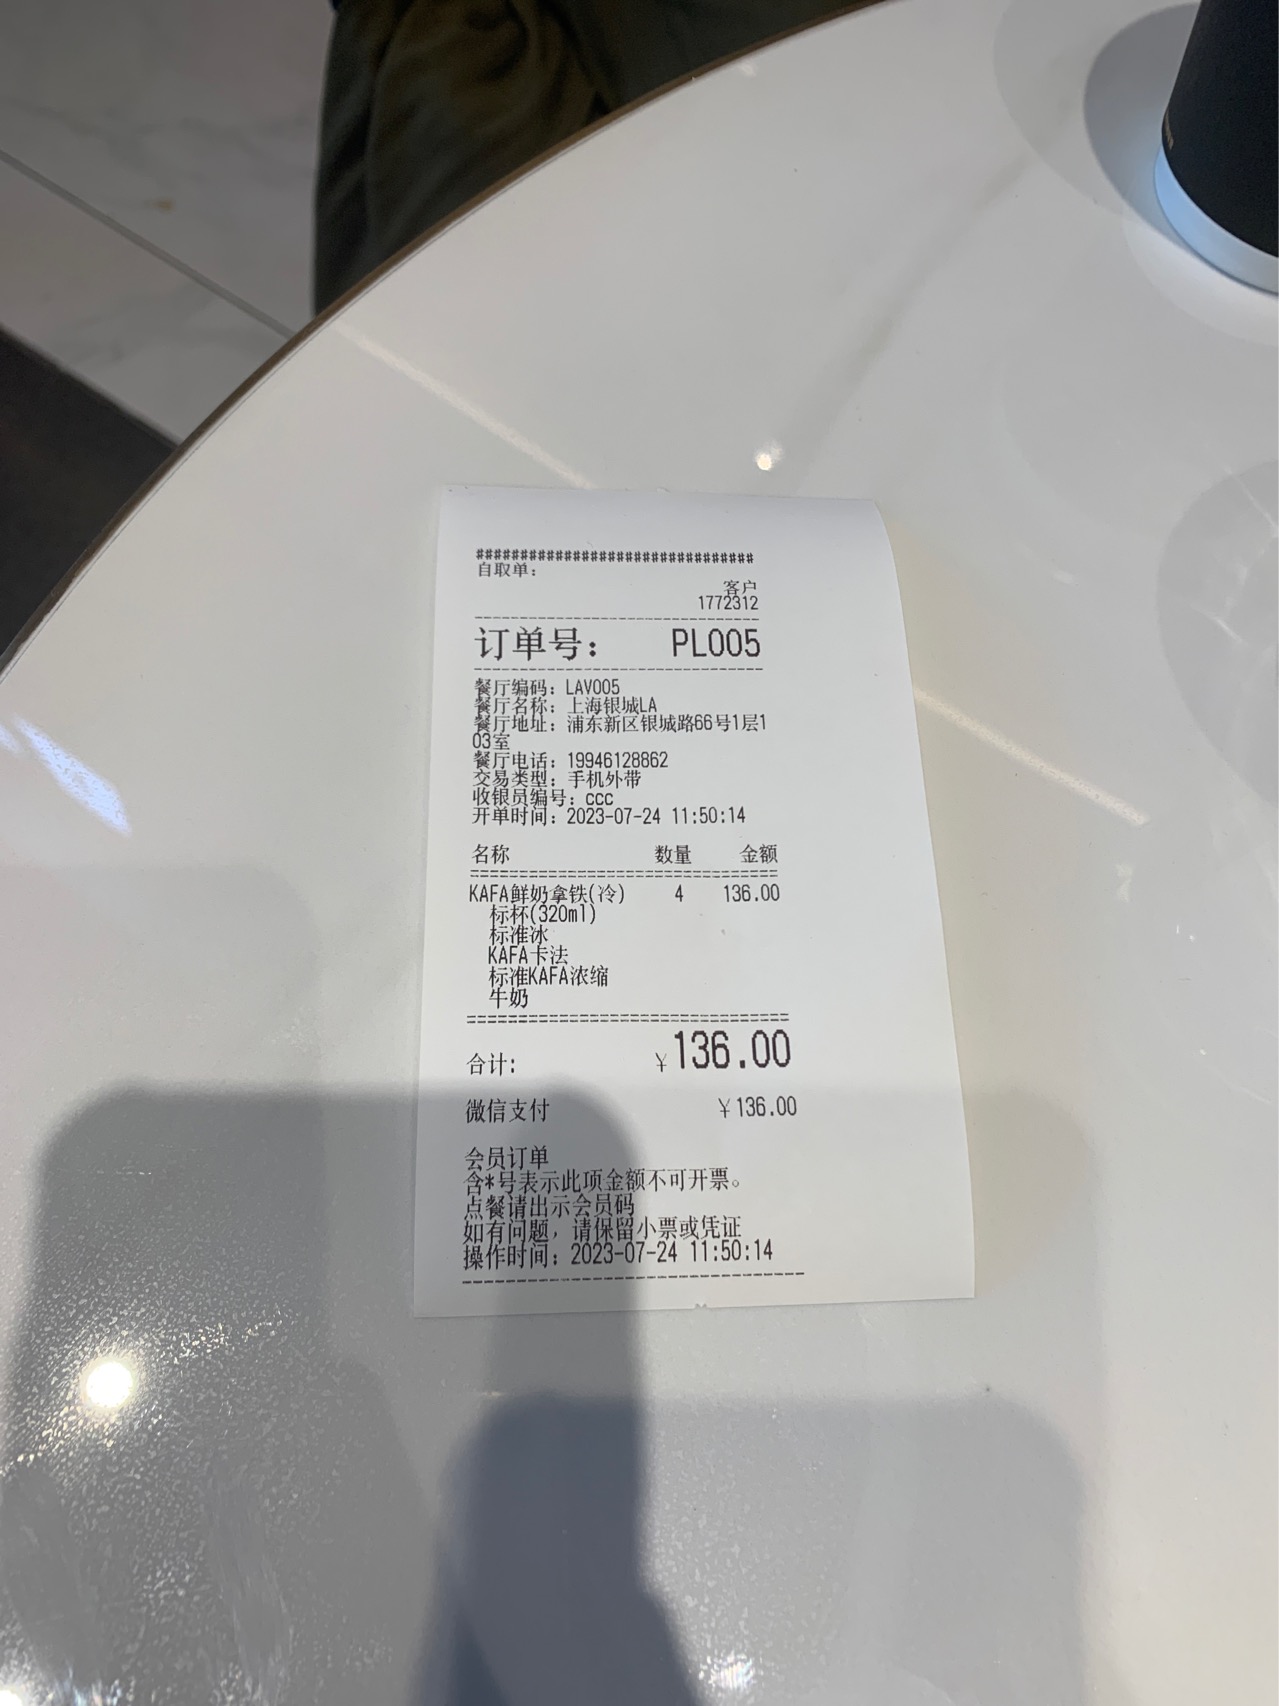 ################################
自取单:
客户
1772312
订单号: PL005
餐厅编码: LAV005
餐厅名称: 上海银城LA
餐厅地址: 浦东新区银城路66号1层1
03室
餐厅电话: 19946128862
交易类型: 手机外带
收银员编号: ccc
开单时间: 2023-07-24 11:50:14
名称 数量 金额
================================
KAFA鲜奶拿铁(冷) 4 136.00
标杯(320ml)
标准冰
KAFA卡法
标准KAFA浓缩
牛奶
================================
合计: ¥136.00
微信支付 ¥136.00
会员订单
含*号表示此项金额不可开票。
点餐请出示会员码
如有问题，请保留小票或凭证
操作时间: 2023-07-24 11:50:14